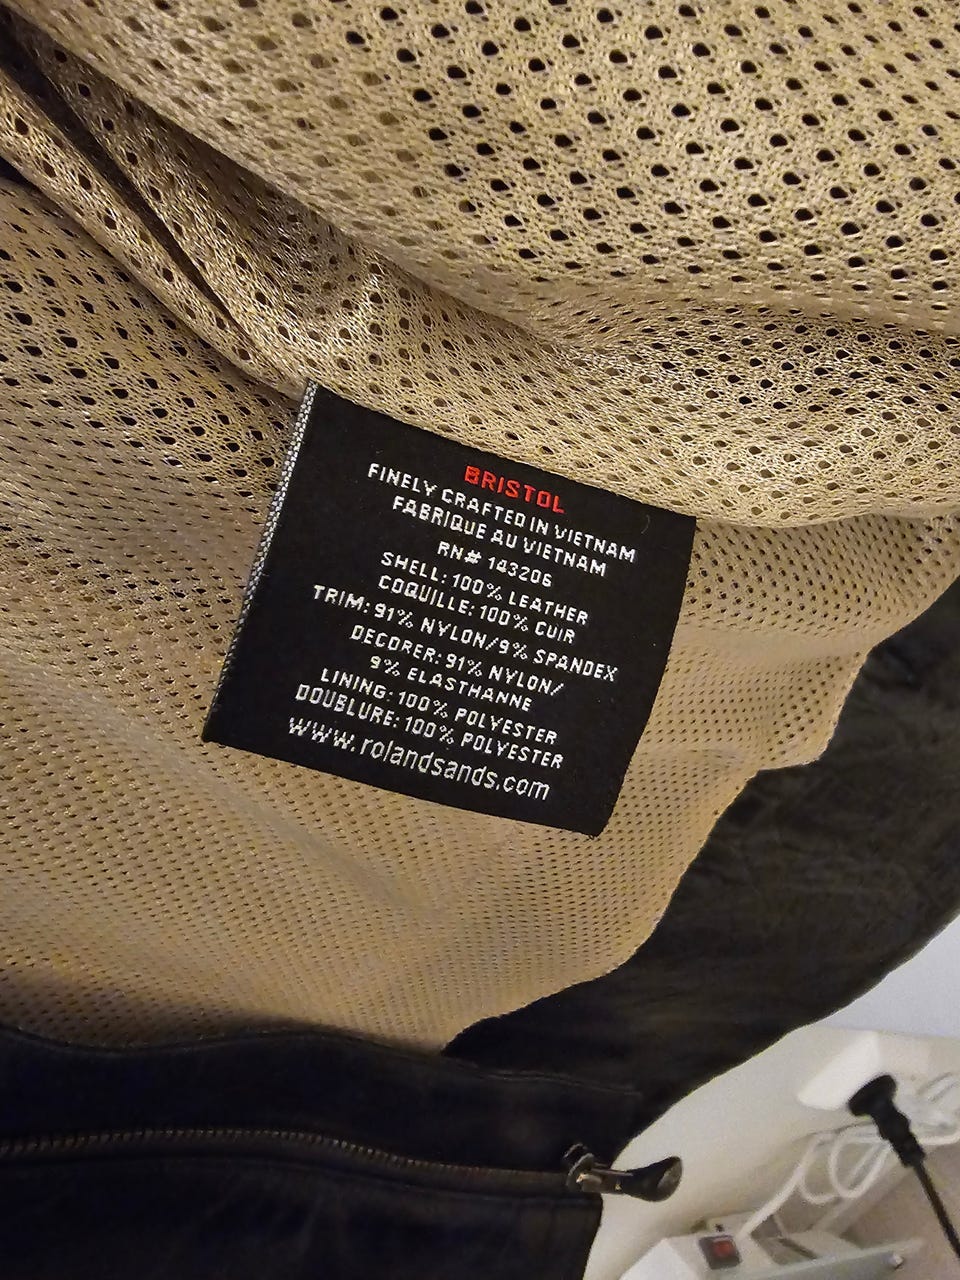 BRISTOL
FINELY CRAFTED IN VIETNAM
FABRIQUE AU VIETNAM
RN# 143206
SHELL: 100% LEATHER
COQUILLE: 100% CUIR
TRIM: 91% NYLON/9% SPANDEX
DECORER: 91% NYLON/
9% ELASTHANNE
LINING: 100% POLYESTER
DOUBLURE: 100% POLYESTER
www.rolandsands.com